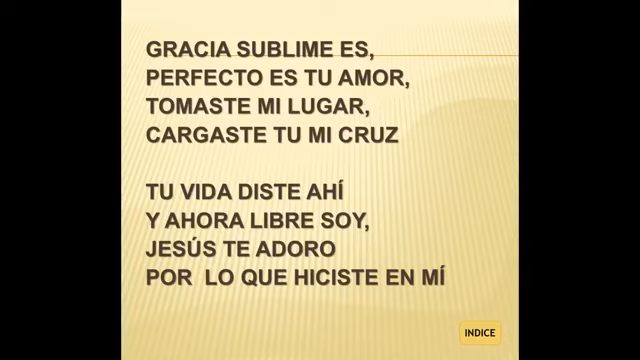 GRACIA SUBLIME ES,
PERFECTO ES TU AMOR,
TOMASTE MI LUGAR,
CARGASTE TU MI CRUZ
TU VIDA DISTE AHÍ
Y AHORA LIBRE SOY,
JESÚS TE ADORO
POR  LO QUE HICISTE EN MÍ
INDICE